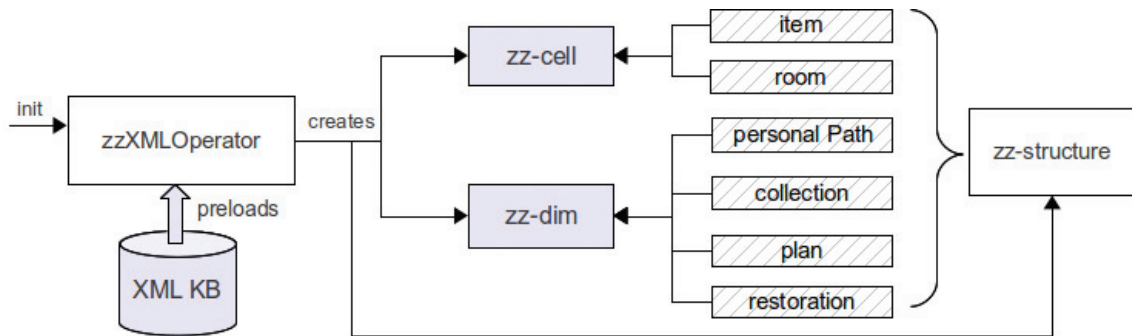 init
zzXMLOperator
preloads
XML KB
creates
zz-cell
zz-dim
item
room
personal Path
collection
plan
restoration
zz-structure